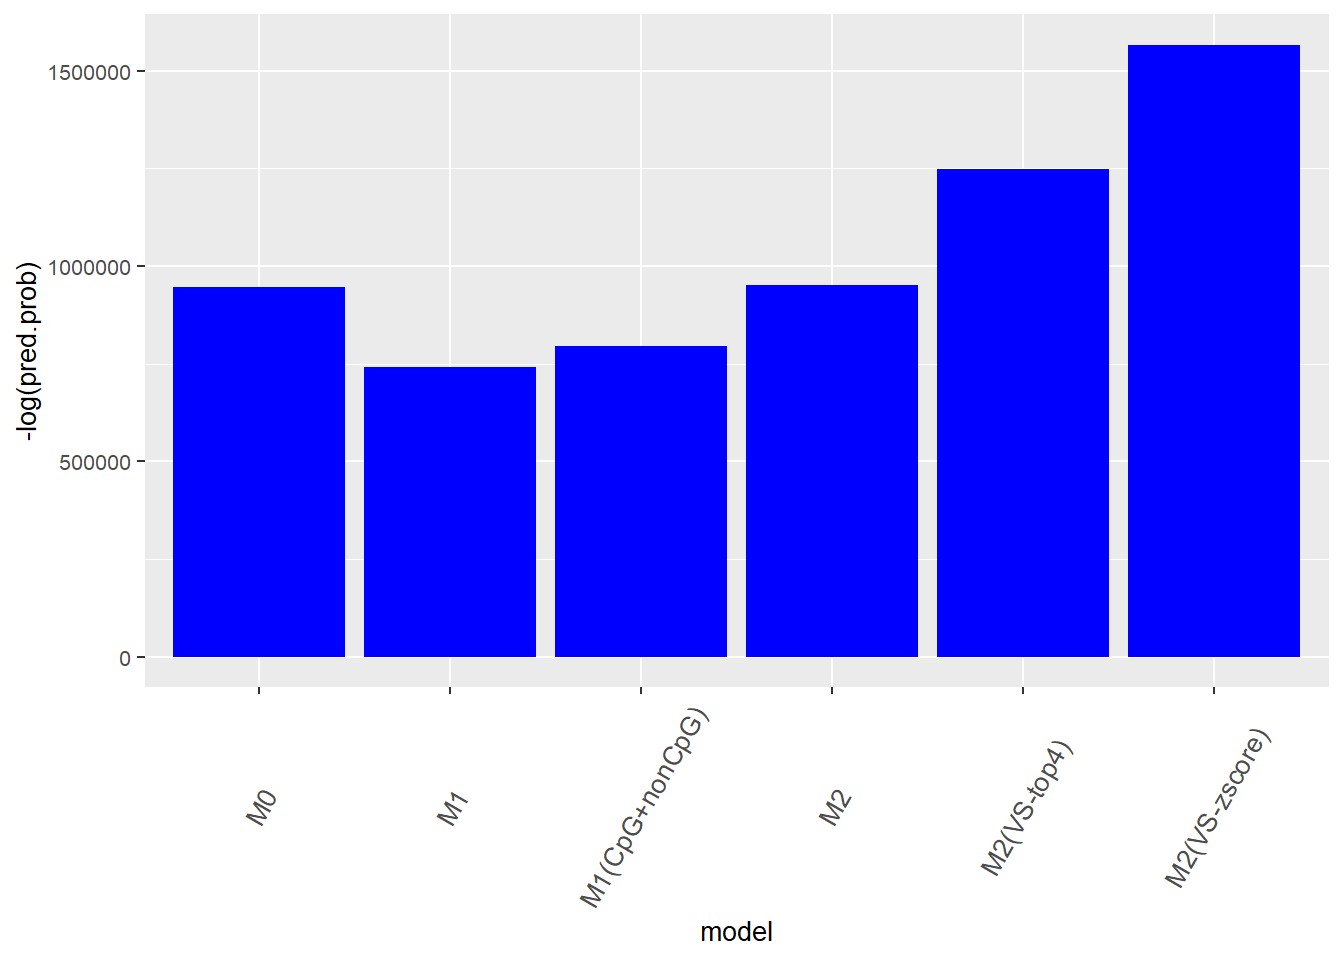 -log(pred.prob)
1500000
1000000
500000
0
M0
M1
M1(CpG+nonCpG)
M2
M2(VS-top4)
M2(VS-zscore)
model